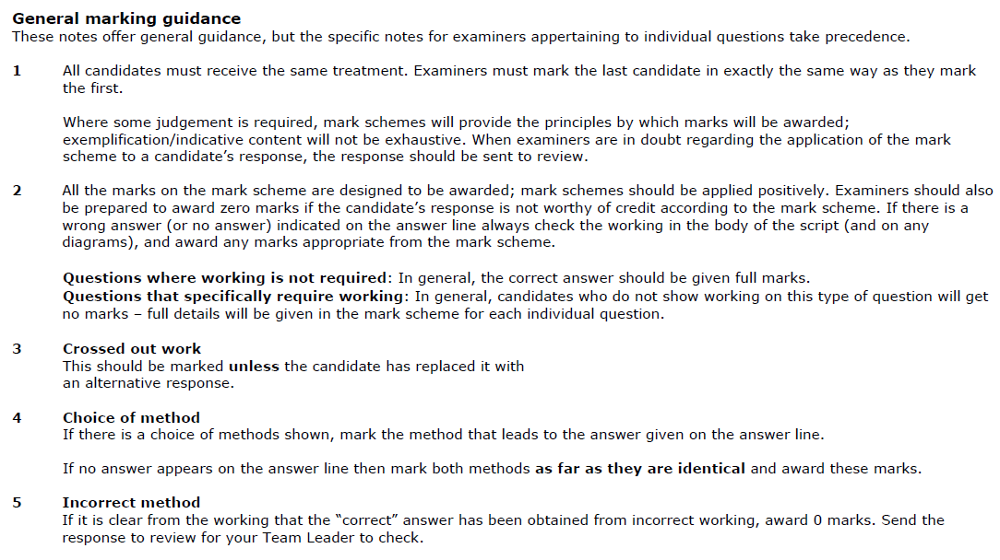 General marking guidance
These notes offer general guidance, but the specific notes for examiners appertaining to individual questions take precedence.
1 All candidates must receive the same treatment. Examiners must mark the last candidate in exactly the same way as they mark
the first.
Where some judgement is required, mark schemes will provide the principles by which marks will be awarded;
exemplification/indicative content will not be exhaustive. When examiners are in doubt regarding the application of the mark
scheme to a candidate’s response, the response should be sent to review.
2 All the marks on the mark scheme are designed to be awarded; mark schemes should be applied positively. Examiners should also
be prepared to award zero marks if the candidate’s response is not worthy of credit according to the mark scheme. If there is a
wrong answer (or no answer) indicated on the answer line always check the working in the body of the script (and on any
diagrams), and award any marks appropriate from the mark scheme.
Questions where working is not required: In general, the correct answer should be given full marks.
Questions that specifically require working: In general, candidates who do not show working on this type of question will get
no marks – full details will be given in the mark scheme for each individual question.
3 Crossed out work
This should be marked unless the candidate has replaced it with
an alternative response.
4 Choice of method
If there is a choice of methods shown, mark the method that leads to the answer given on the answer line.
If no answer appears on the answer line then mark both methods as far as they are identical and award these marks.
5 Incorrect method
If it is clear from the working that the “correct” answer has been obtained from incorrect working, award 0 marks. Send the
response to review for your Team Leader to check.